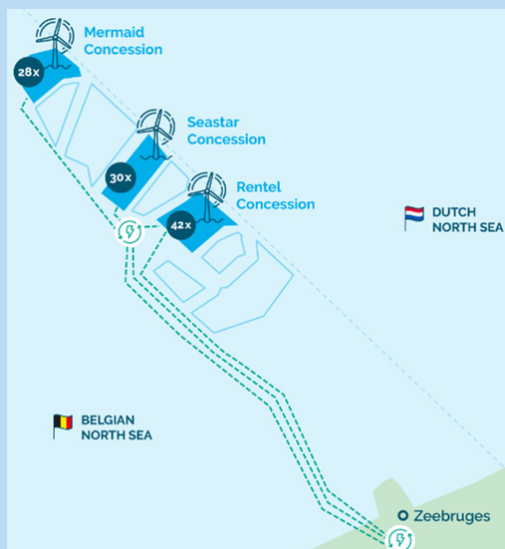 Mermaid
Concession
28x
Seastar
Concession
30x
Rentel
Concession
42x
DUTCH
NORTH SEA
BELGIAN
NORTH SEA
Zeebruges